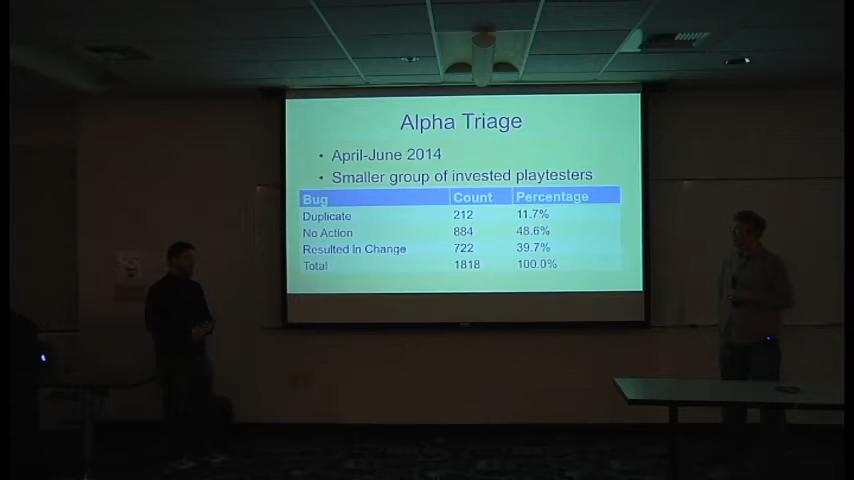 Alpha Triage
• April-June 2014
• Smaller group of invested playtesters
Bug Count Percentage
Duplicate 212 11.7%
No Action 884 48.6%
Resulted In Change 722 39.7%
Total 1818 100.0%